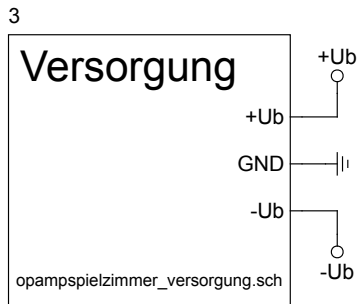 3
Versorgung
+Ub
+Ub
GND
-Ub
-Ub
opampspielzimmer_versorgung.sch